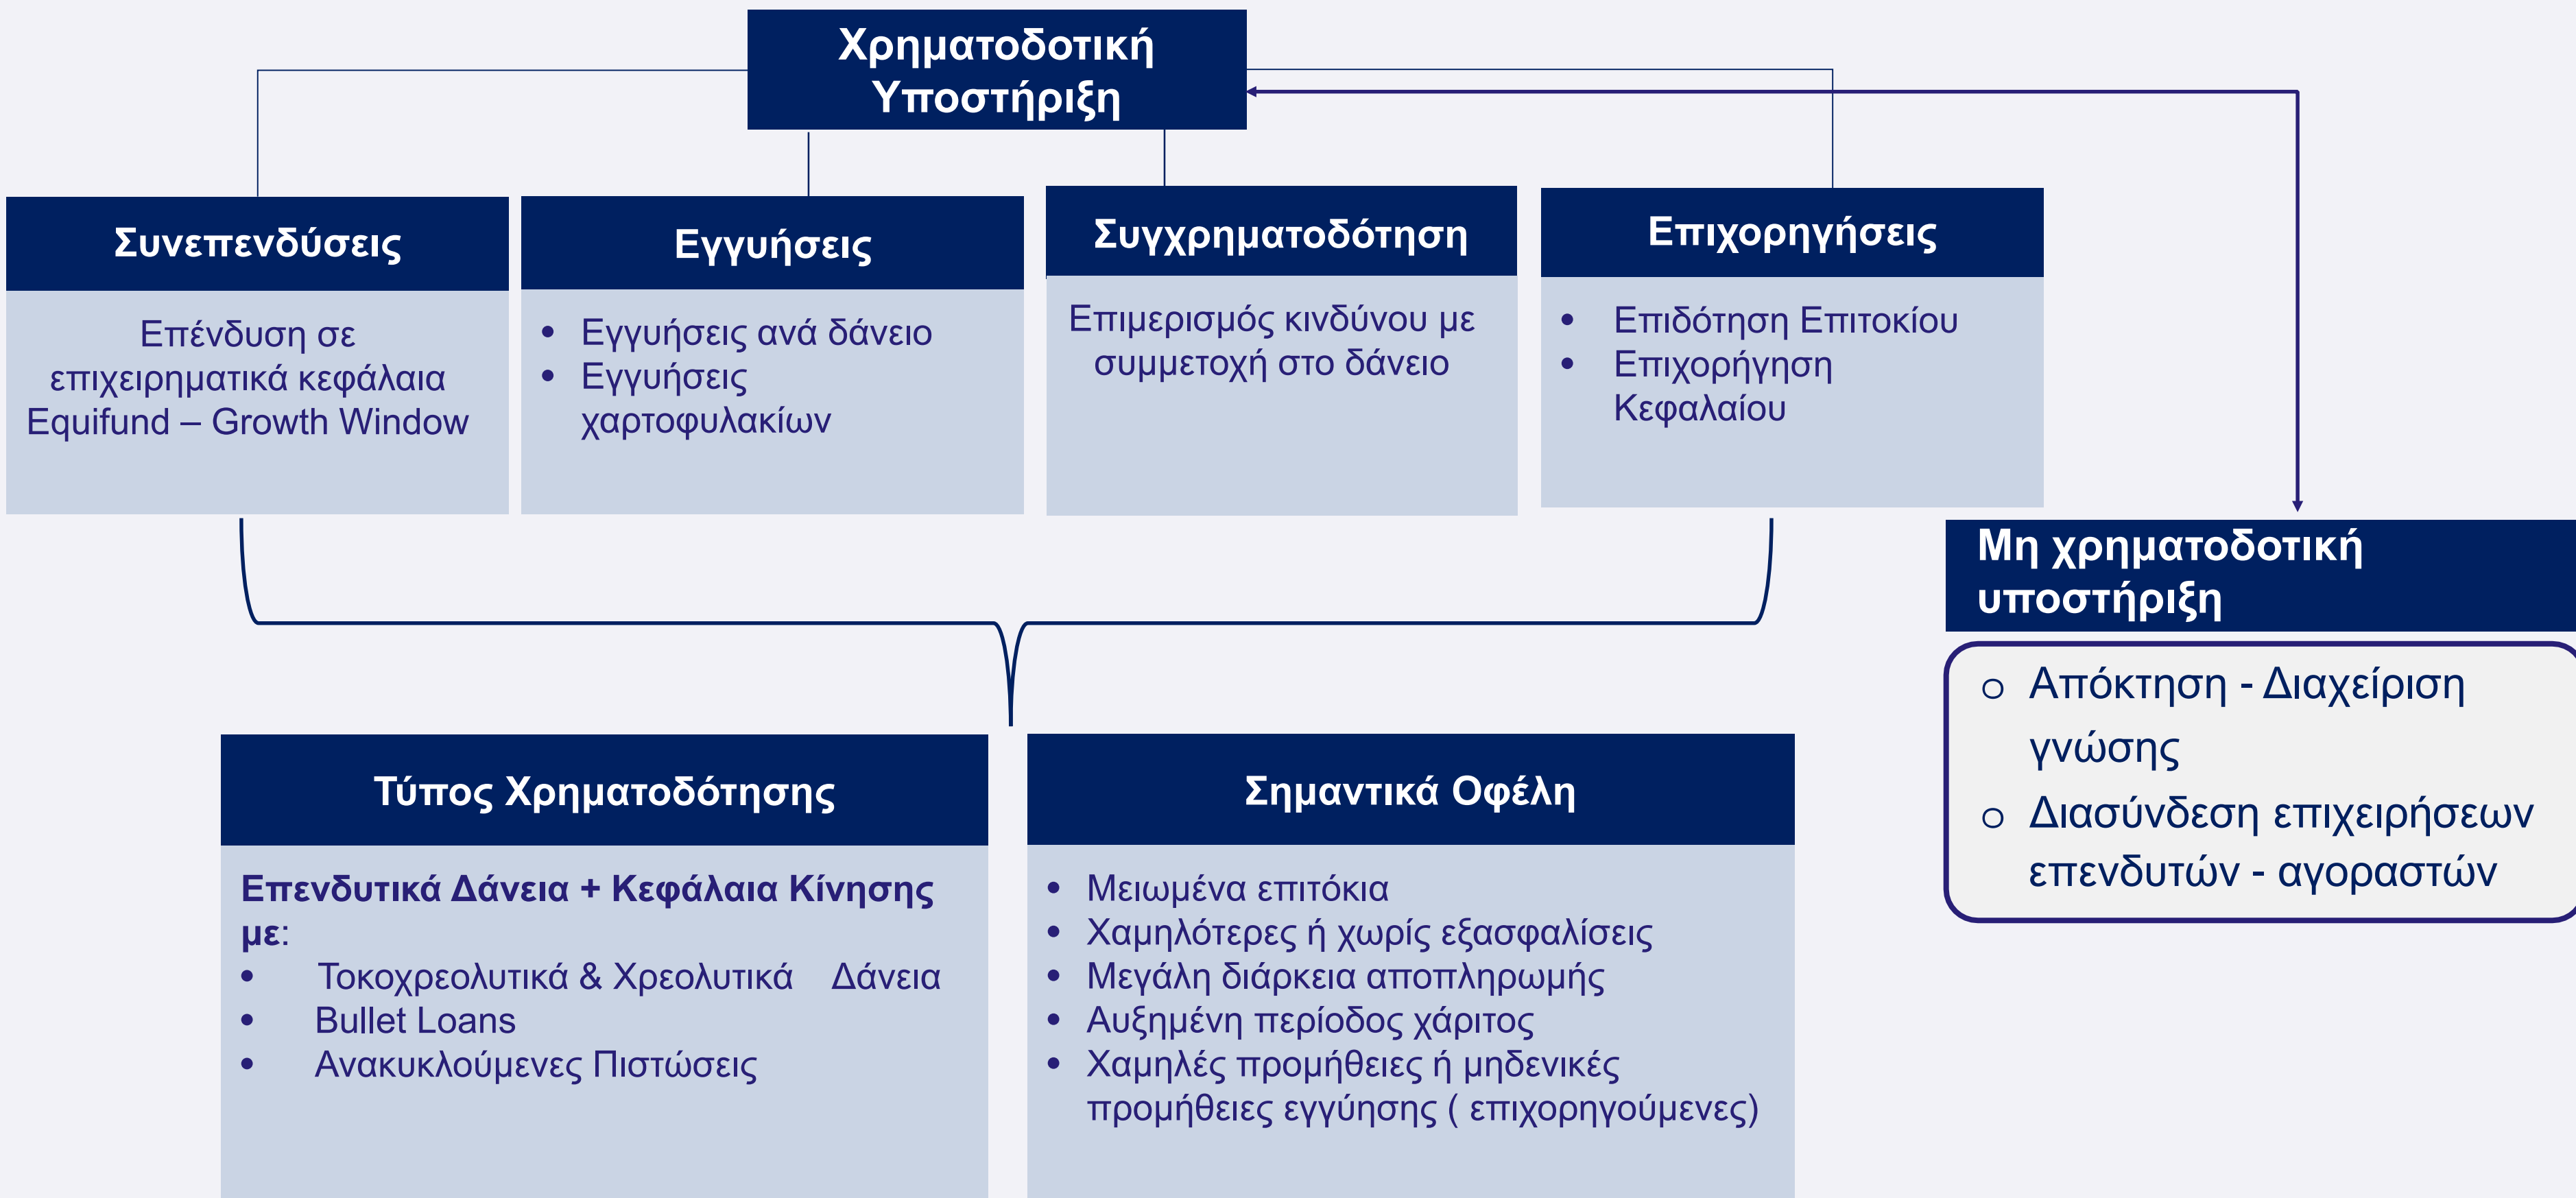 Χρηματοδοτική
Υποστήριξη
Συνεπενδύσεις
Επένδυση σε
επιχειρηματικά κεφάλαια
Equifund – Growth Window
Εγγυήσεις
• Εγγυήσεις ανά δάνειο
• Εγγυήσεις
χαρτοφυλακίων
Συγχρηματοδότηση
Επιμερισμός κινδύνου με
συμμετοχή στο δάνειο
Επιχορηγήσεις
• Επιδότηση Επιτοκίου
• Επιχορήγηση
Κεφαλαίου
Μη χρηματοδοτική
υποστήριξη
o Απόκτηση - Διαχείριση
γνώσης
o Διασύνδεση επιχειρήσεων
επενδυτών - αγοραστών
Τύπος Χρηματοδότησης
Επενδυτικά Δάνεια + Κεφάλαια Κίνησης
με:
• Τοκοχρεολυτικά & Χρεολυτικά Δάνεια
• Bullet Loans
• Ανακυκλούμενες Πιστώσεις
Σημαντικά Οφέλη
• Μειωμένα επιτόκια
• Χαμηλότερες ή χωρίς εξασφαλίσεις
• Μεγάλη διάρκεια αποπληρωμής
• Αυξημένη περίοδος χάριτος
• Χαμηλές προμήθειες ή μηδενικές
προμήθειες εγγύησης ( επιχορηγούμενες)